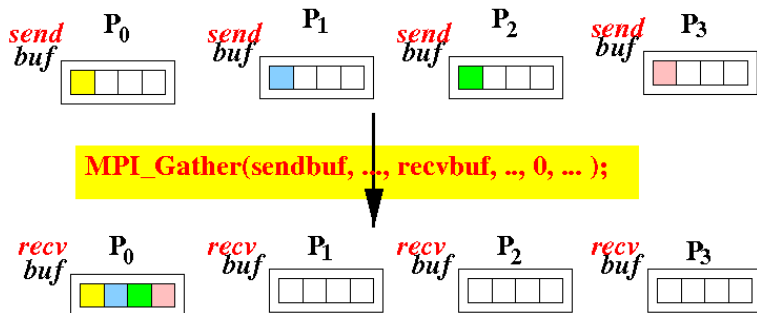 P0 P1 P2 P3
send send send send
buf buf buf buf
MPI_Gather(sendbuf, ..., recvbuf, .., 0, ... );
P0 P1 P2 P3
recv recv recv recv
buf buf buf buf